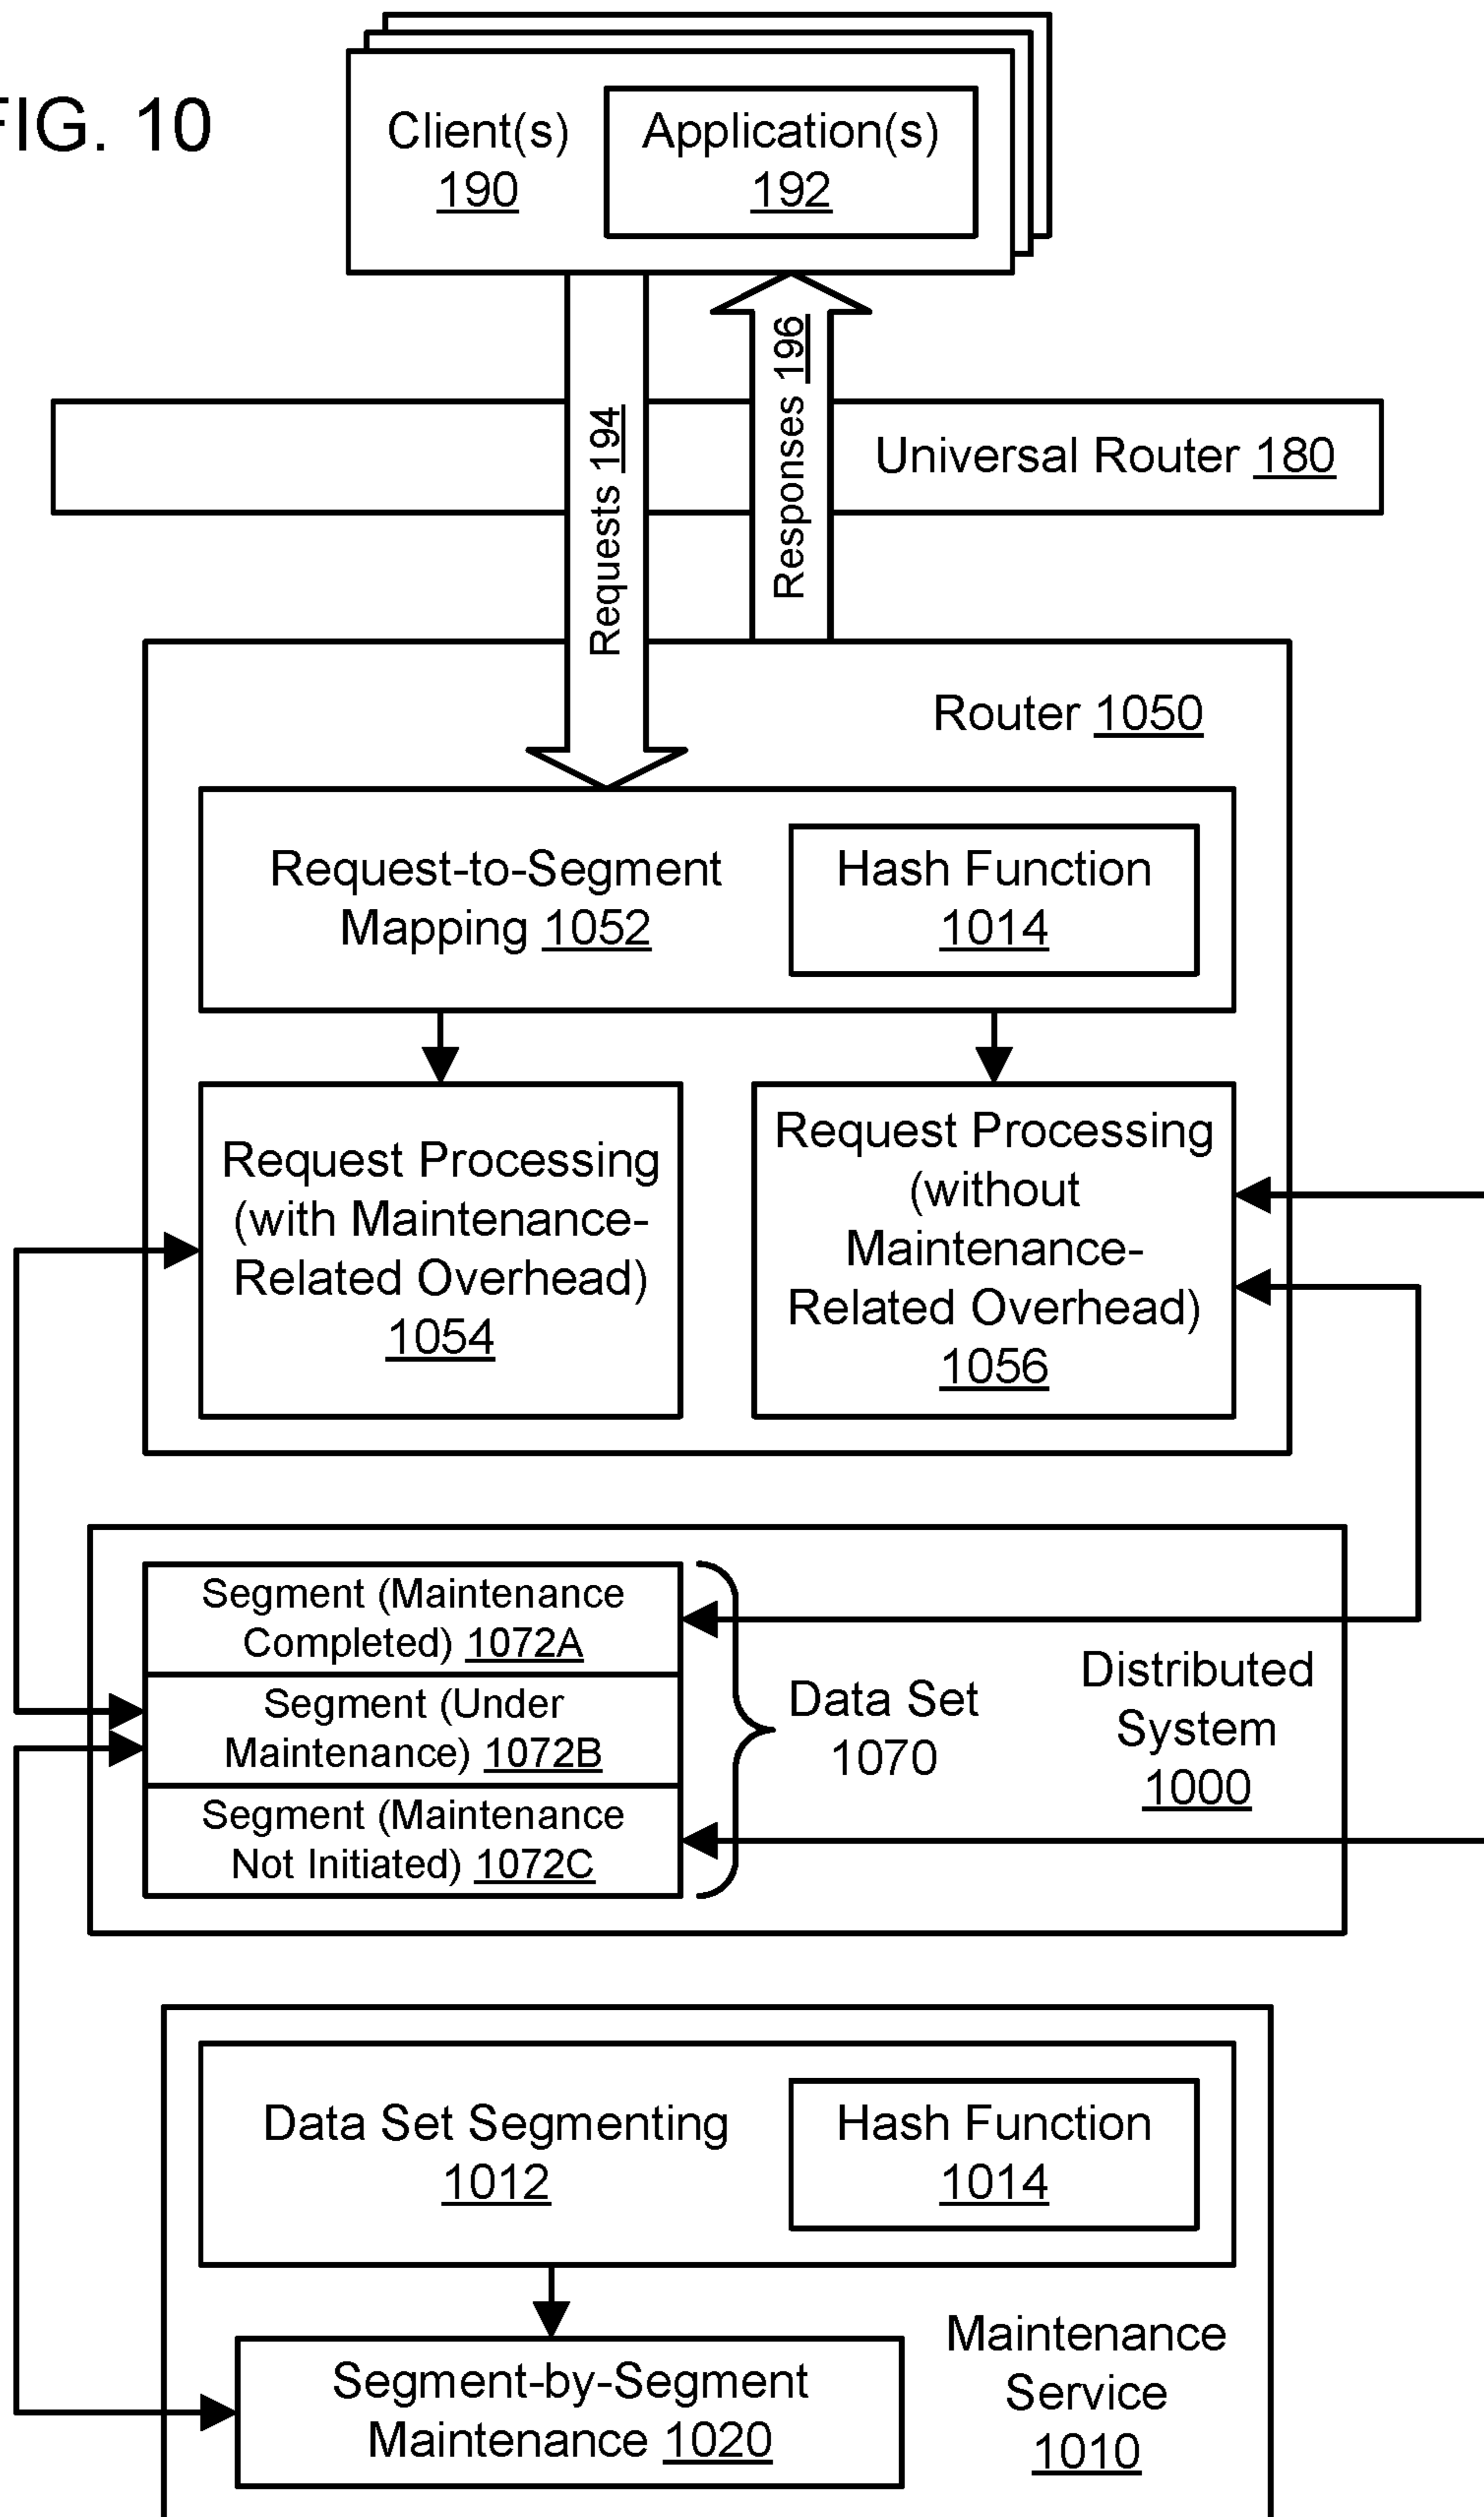 FIG. 10
Client(s)
190
Application(s)
192
Requests 194
Responses 196
Universal Router 180
Router 1050
Request-to-Segment
Mapping 1052
Hash Function
1014
Request Processing
(with Maintenance-
Related Overhead)
1054
Request Processing
(without
Maintenance-
Related Overhead)
1056
Segment (Maintenance
Completed) 1072A
Segment (Under
Maintenance) 1072B
Segment (Maintenance
Not Initiated) 1072C
Data Set
1070
Distributed
System
1000
Data Set Segmenting
1012
Hash Function
1014
Segment-by-Segment
Maintenance 1020
Maintenance
Service
1010